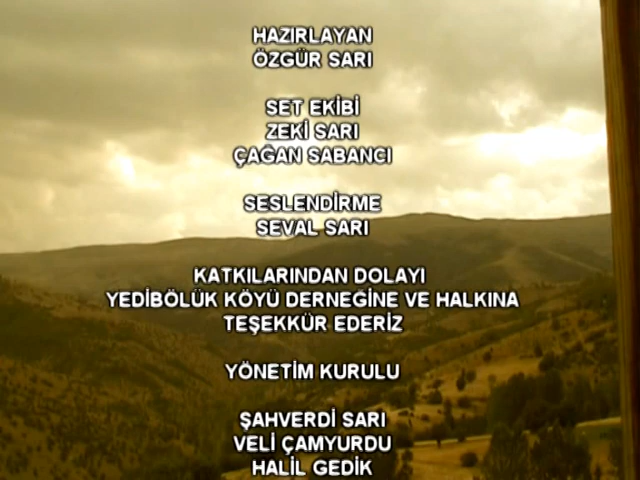 HAZIRLAYAN
ÖZGÜR SARI
SET EKİBİ
ZEKİ SARI
ÇAĞAN SABANCI
SESLENDİRME
SEVAL SARI
KATKILARINDAN DOLAYI
YEDİBÖLÜK KÖYÜ DERNEĞİNE VE HALKINA
TEŞEKKÜR EDERİZ
YÖNETİM KURULU
ŞAHVERDİ SARI
VELİ ÇAMYURDU
HALİL GEDİK